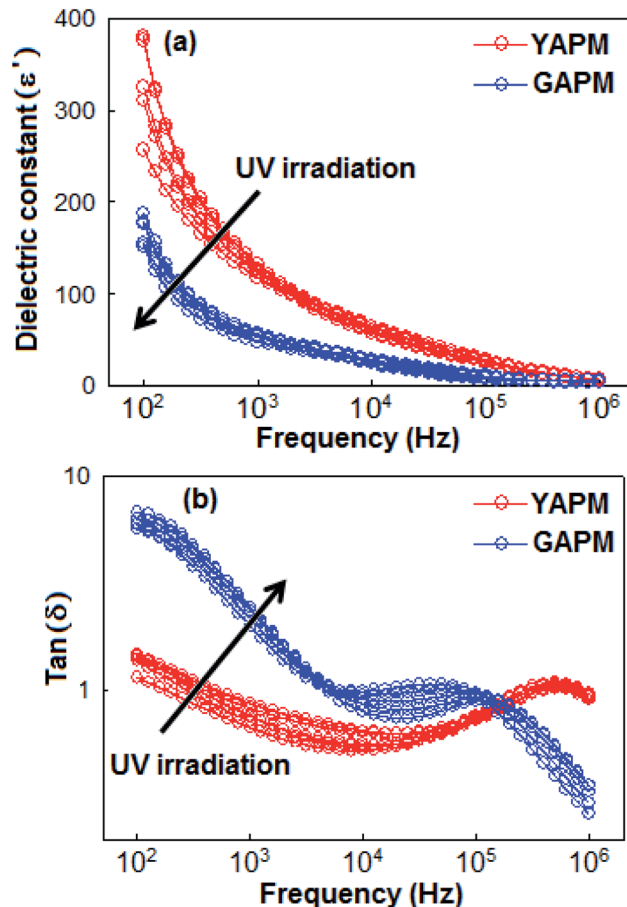 400
(a)
YAPM
GAPM
300
UV irradiation
200
100
0
Dielectric constant (ε')
10² 10³ 10⁴ 10⁵ 10⁶
Frequency (Hz)
10
(b)
YAPM
GAPM
1
Tan (δ)
UV irradiation
10² 10³ 10⁴ 10⁵ 10⁶
Frequency (Hz)